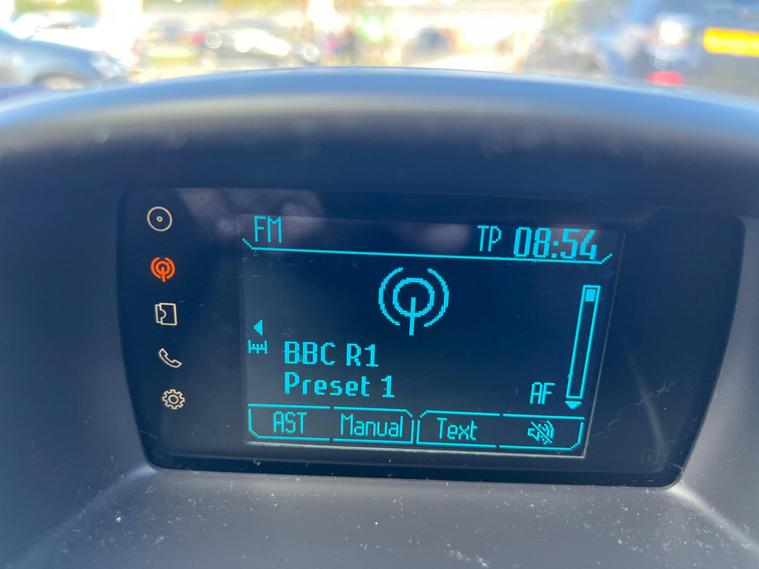 FM TP 08:54
BBC R1
Preset 1
AF
AST Manual Text